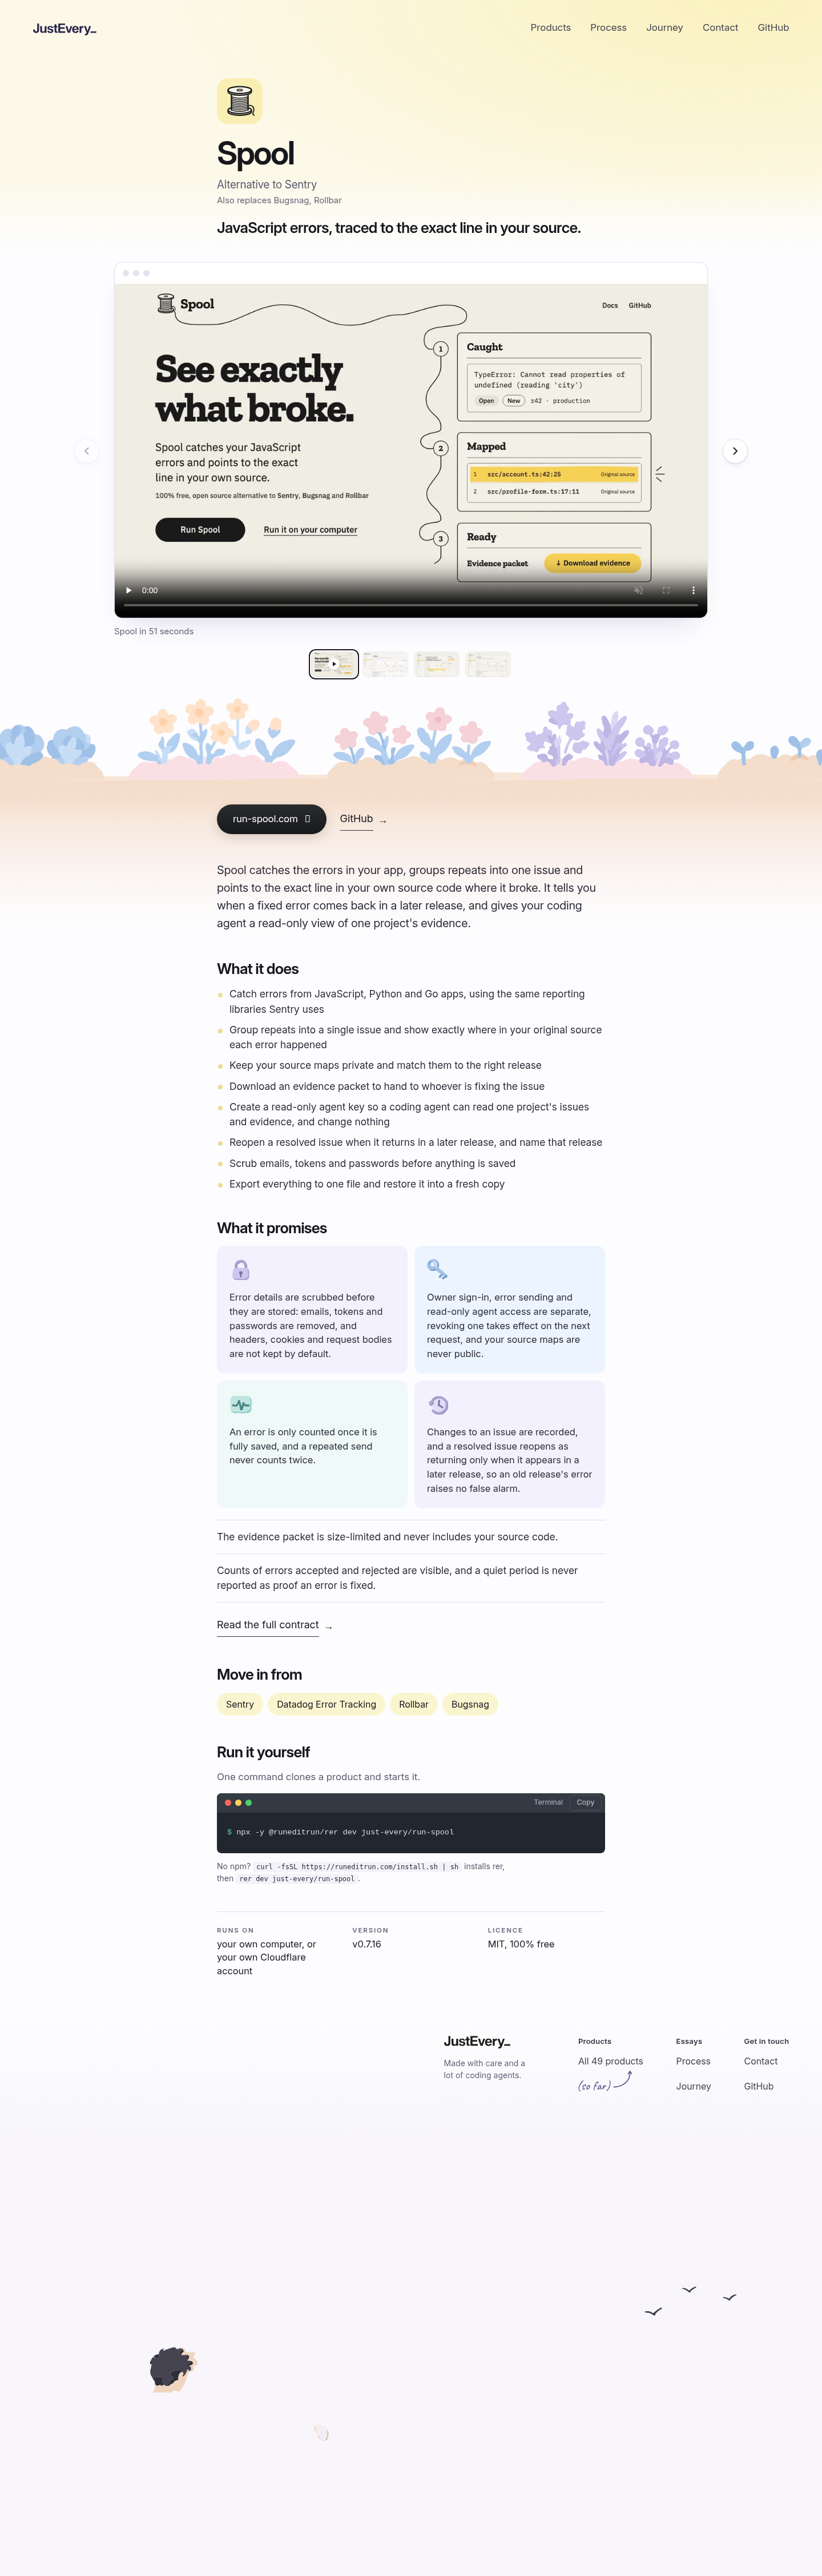 JustEvery_
Products Process Journey Contact GitHub
Spool
Alternative to Sentry
Also replaces Bugsnag, Rollbar
JavaScript errors, traced to the exact line in your source.
Spool
Docs GitHub
See exactly
what broke.
Spool catches your JavaScript
errors and points to the exact
line in your own source.
100% free, open source alternative to Sentry, Bugsnag and Rollbar
Run Spool Run it on your computer
1
Caught
TypeError: Cannot read properties of
undefined (reading 'city')
Open New r42 · production
2
Mapped
1 src/account.ts:42:25 Original source
2 src/profile-form.ts:17:11 Original source
3
Ready
Evidence packet ↓ Download evidence
0:00
Spool in 51 seconds
run-spool.com GitHub →
Spool catches the errors in your app, groups repeats into one issue and
points to the exact line in your own source code where it broke. It tells you
when a fixed error comes back in a later release, and gives your coding
agent a read-only view of one project's evidence.
What it does
Catch errors from JavaScript, Python and Go apps, using the same reporting
libraries Sentry uses
Group repeats into a single issue and show exactly where in your original source
each error happened
Keep your source maps private and match them to the right release
Download an evidence packet to hand to whoever is fixing the issue
Create a read-only agent key so a coding agent can read one project's issues
and evidence, and change nothing
Reopen a resolved issue when it returns in a later release, and name that release
Scrub emails, tokens and passwords before anything is saved
Export everything to one file and restore it into a fresh copy
What it promises
Error details are scrubbed before
they are stored: emails, tokens and
passwords are removed, and
headers, cookies and request bodies
are not kept by default.
Owner sign-in, error sending and
read-only agent access are separate,
revoking one takes effect on the next
request, and your source maps are
never public.
An error is only counted once it is
fully saved, and a repeated send
never counts twice.
Changes to an issue are recorded,
and a resolved issue reopens as
returning only when it appears in a
later release, so an old release's error
raises no false alarm.
The evidence packet is size-limited and never includes your source code.
Counts of errors accepted and rejected are visible, and a quiet period is never
reported as proof an error is fixed.
Read the full contract →
Move in from
Sentry Datadog Error Tracking Rollbar Bugsnag
Run it yourself
One command clones a product and starts it.
Terminal Copy
$ npx -y @runeditrun/rer dev just-every/run-spool
No npm? curl -fsSL https://runeditrun.com/install.sh | sh installs rer,
then rer dev just-every/run-spool.
RUNS ON
your own computer, or
your own Cloudflare
account
VERSION
v0.7.16
LICENCE
MIT, 100% free
JustEvery_
Made with care and a
lot of coding agents.
Products
All 49 products
(so far)
Essays
Process
Journey
Get in touch
Contact
GitHub